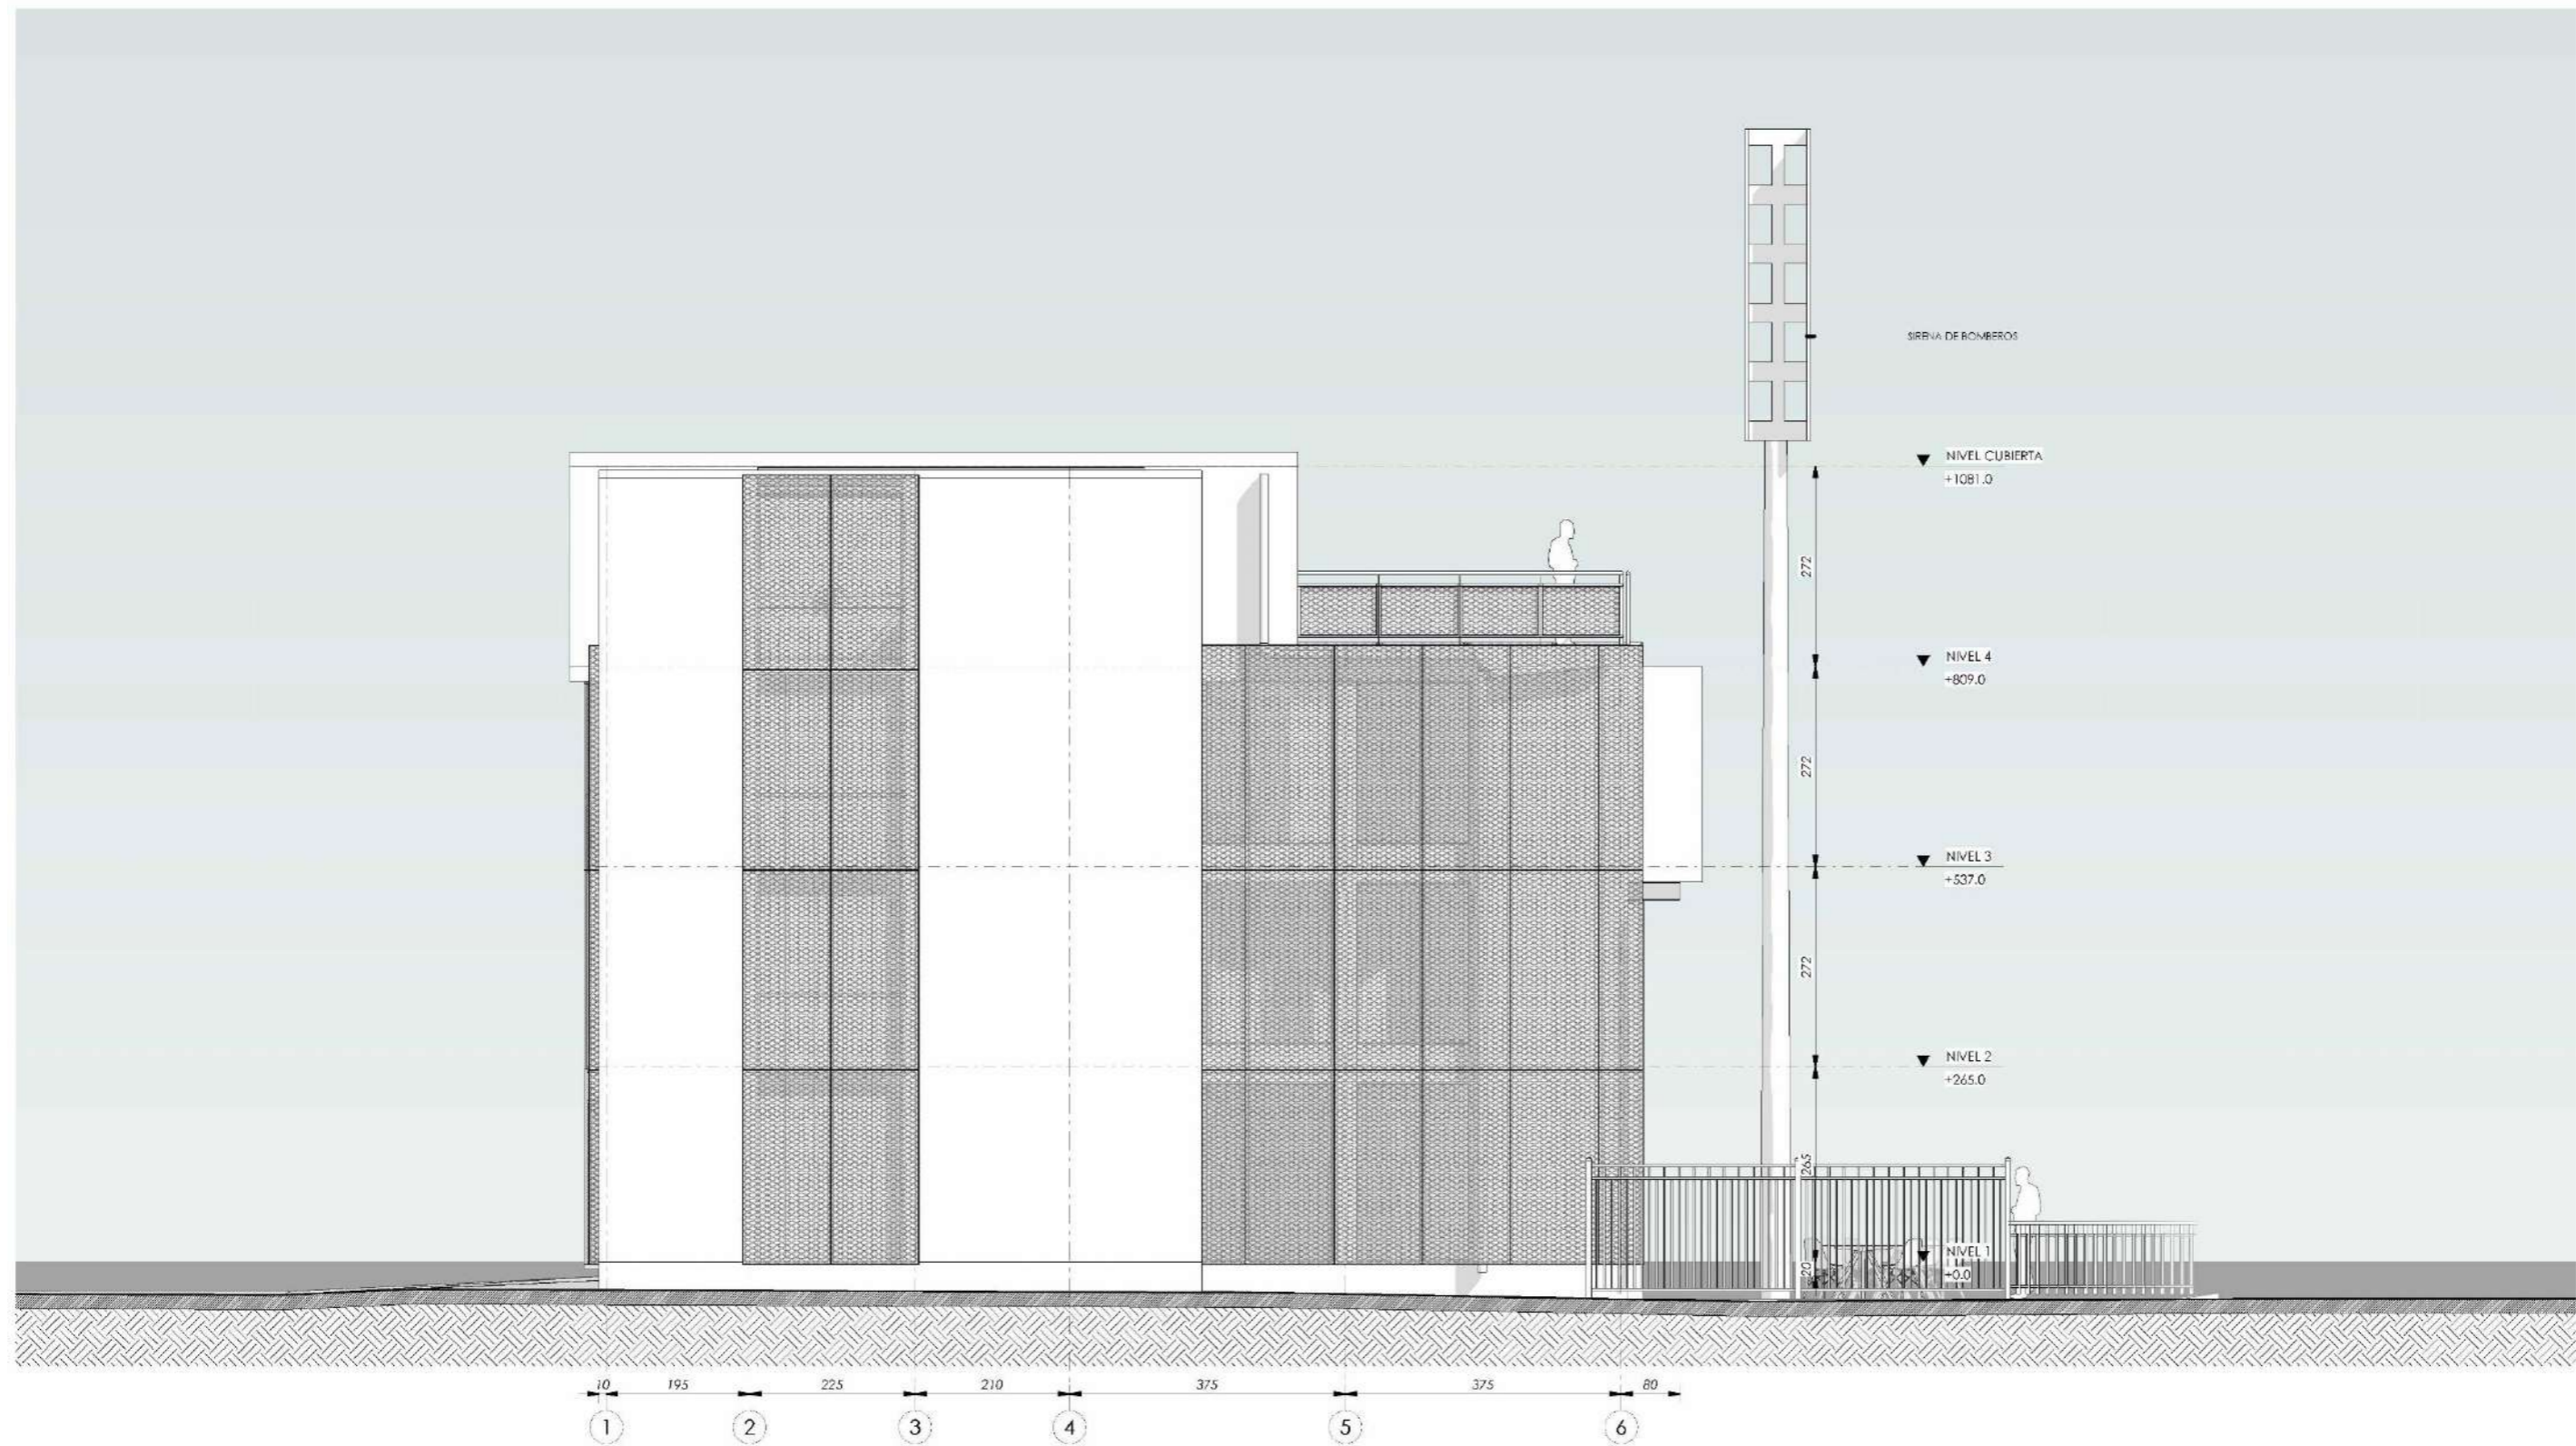 SIRENA DE BOMBEROS
NIVEL CUBIERTA
+1081.0
272
NIVEL 4
+809.0
272
NIVEL 3
+537.0
272
NIVEL 2
+265.0
265
NIVEL 1
+0.0
20
10 195 225 210 375 375 80
1 2 3 4 5 6